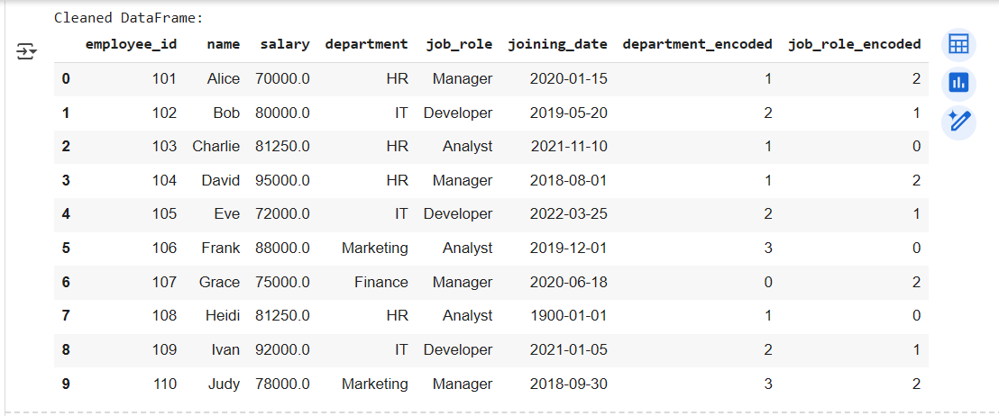 Cleaned DataFrame:
employee_id name salary department job_role joining_date department_encoded job_role_encoded
0 101 Alice 70000.0 HR Manager 2020-01-15 1 2
1 102 Bob 80000.0 IT Developer 2019-05-20 2 1
2 103 Charlie 81250.0 HR Analyst 2021-11-10 1 0
3 104 David 95000.0 HR Manager 2018-08-01 1 2
4 105 Eve 72000.0 IT Developer 2022-03-25 2 1
5 106 Frank 88000.0 Marketing Analyst 2019-12-01 3 0
6 107 Grace 75000.0 Finance Manager 2020-06-18 0 2
7 108 Heidi 81250.0 HR Analyst 1900-01-01 1 0
8 109 Ivan 92000.0 IT Developer 2021-01-05 2 1
9 110 Judy 78000.0 Marketing Manager 2018-09-30 3 2